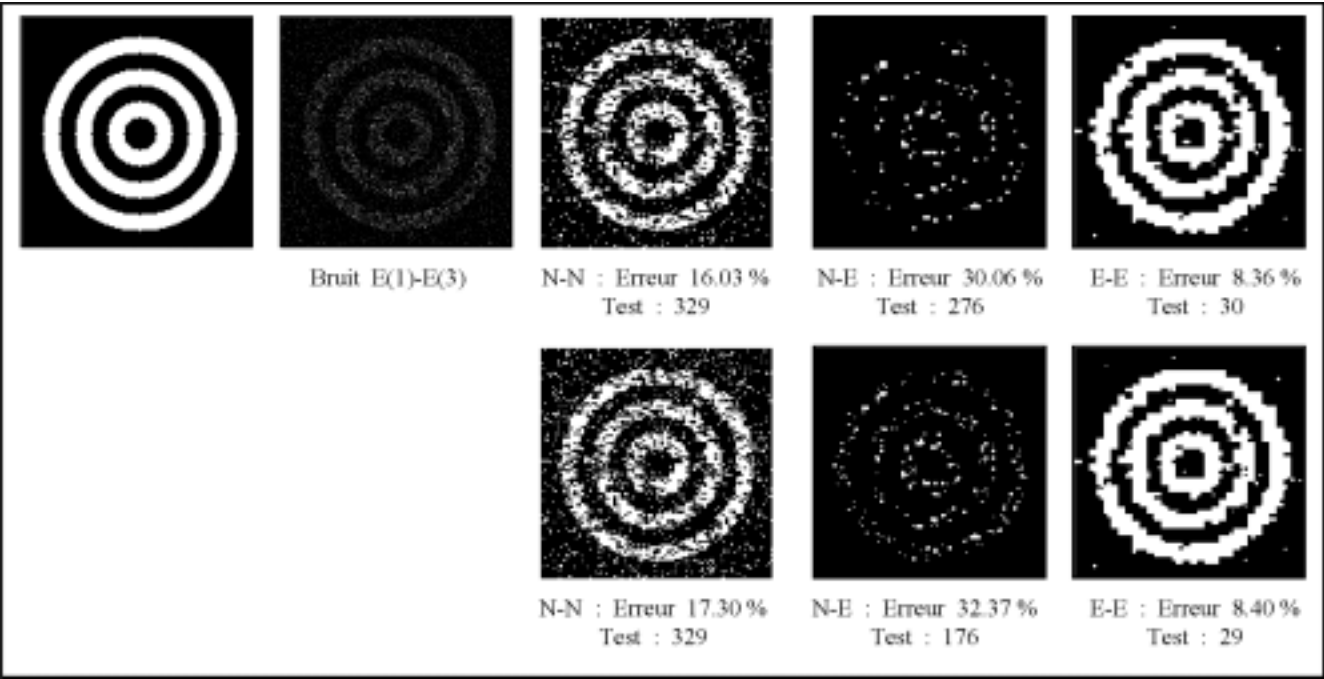 Bruit E(1)-E(3)
N-N : Erreur 16.03 %
Test : 329
N-E : Erreur 30.06 %
Test : 276
E-E : Erreur 8.36 %
Test : 30
N-N : Erreur 17.30 %
Test : 329
N-E : Erreur 32.37 %
Test : 176
E-E : Erreur 8.40 %
Test : 29